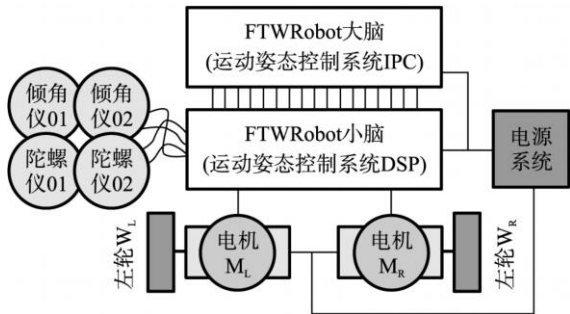 FTWRobot大脑
(运动姿态控制系统IPC)
倾角
仪01
倾角
仪02
陀螺
仪01
陀螺
仪02
FTWRobot小脑
(运动姿态控制系统DSP)
电源
系统
左轮WL
电机
ML
电机
MR
左轮WR